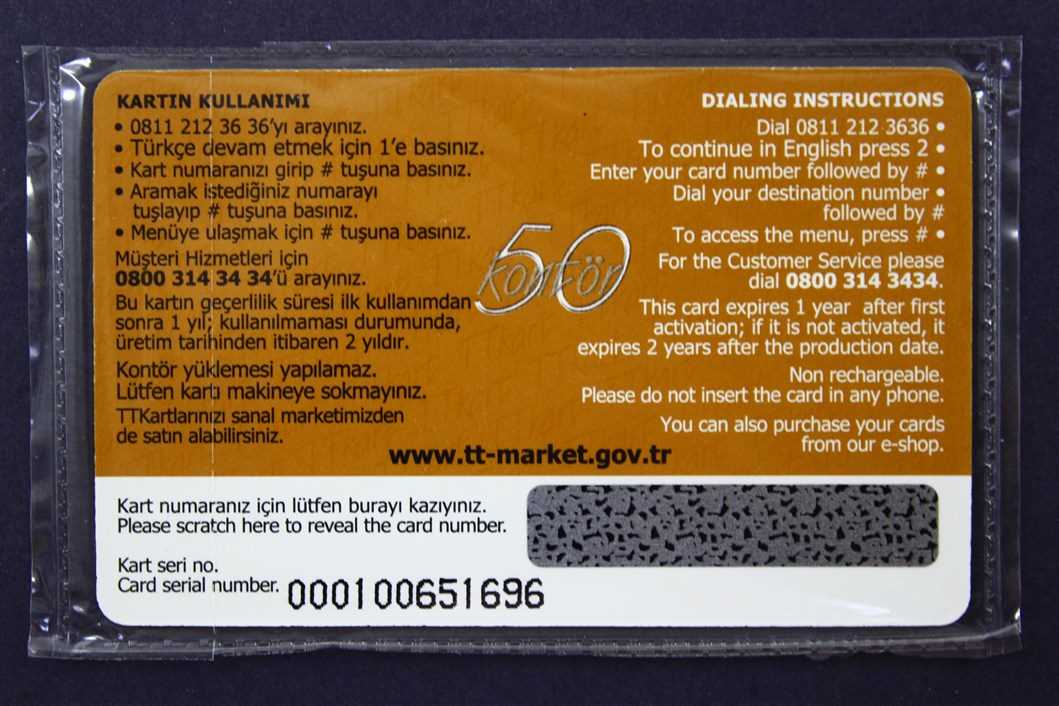 KARTIN KULLANIMI
• 0811 212 36 36'yı arayınız.
• Türkçe devam etmek için 1'e basınız.
• Kart numaranızı girip # tuşuna basınız.
• Aramak istediğiniz numarayı
tuşlayıp # tuşuna basınız.
• Menüye ulaşmak için # tuşuna basınız.
Müşteri Hizmetleri için
0800 314 34 34'ü arayınız.
Bu kartın geçerlilik süresi ilk kullanımdan
sonra 1 yıl; kullanılmaması durumunda,
üretim tarihinden itibaren 2 yıldır.
Kontör yüklemesi yapılamaz.
Lütfen kartı makineye sokmayınız.
TTKartlarınızı sanal marketimizden
de satın alabilirsiniz.
50
kontör
DIALING INSTRUCTIONS
Dial 0811 212 3636 •
To continue in English press 2 •
Enter your card number followed by # •
Dial your destination number •
followed by #
To access the menu, press # •
For the Customer Service please
dial 0800 314 3434.
This card expires 1 year after first
activation; if it is not activated, it
expires 2 years after the production date.
Non rechargeable.
Please do not insert the card in any phone.
You can also purchase your cards
from our e-shop.
www.tt-market.gov.tr
Kart numaranız için lütfen burayı kazıyınız.
Please scratch here to reveal the card number.
Kart seri no.
Card serial number. 000100651696